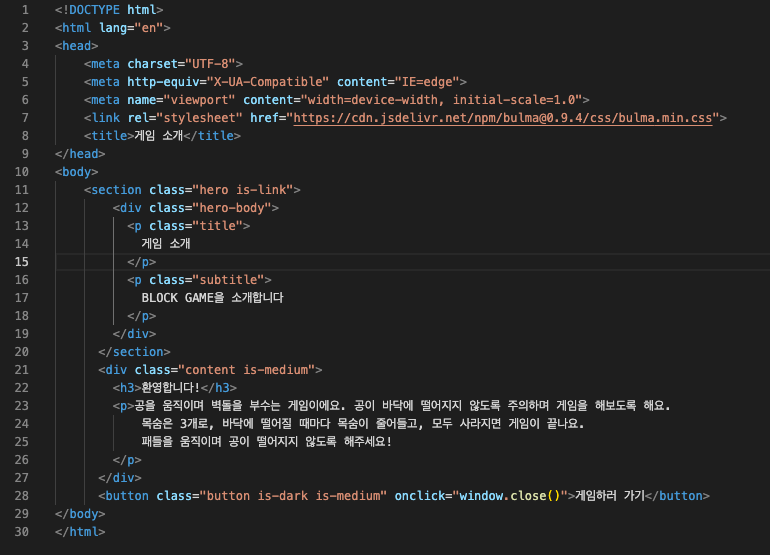 1 <!DOCTYPE html>
2 <html lang="en">
3 <head>
4 <meta charset="UTF-8">
5 <meta http-equiv="X-UA-Compatible" content="IE=edge">
6 <meta name="viewport" content="width=device-width, initial-scale=1.0">
7 <link rel="stylesheet" href="https://cdn.jsdelivr.net/npm/bulma@0.9.4/css/bulma.min.css">
8 <title>게임 소개</title>
9 </head>
10 <body>
11 <section class="hero is-link">
12 <div class="hero-body">
13 <p class="title">
14 게임 소개
15 </p>
16 <p class="subtitle">
17 BLOCK GAME을 소개합니다
18 </p>
19 </div>
20 </section>
21 <div class="content is-medium">
22 <h3>환영합니다!</h3>
23 <p>공을 움직이며 벽돌을 부수는 게임이에요. 공이 바닥에 떨어지지 않도록 주의하며 게임을 해보도록 해요.
24 목숨은 3개로, 바닥에 떨어질 때마다 목숨이 줄어들고, 모두 사라지면 게임이 끝나요.
25 패들을 움직이며 공이 떨어지지 않도록 해주세요!
26 </p>
27 </div>
28 <button class="button is-dark is-medium" onclick="window.close()">게임하러 가기</button>
29 </body>
30 </html>